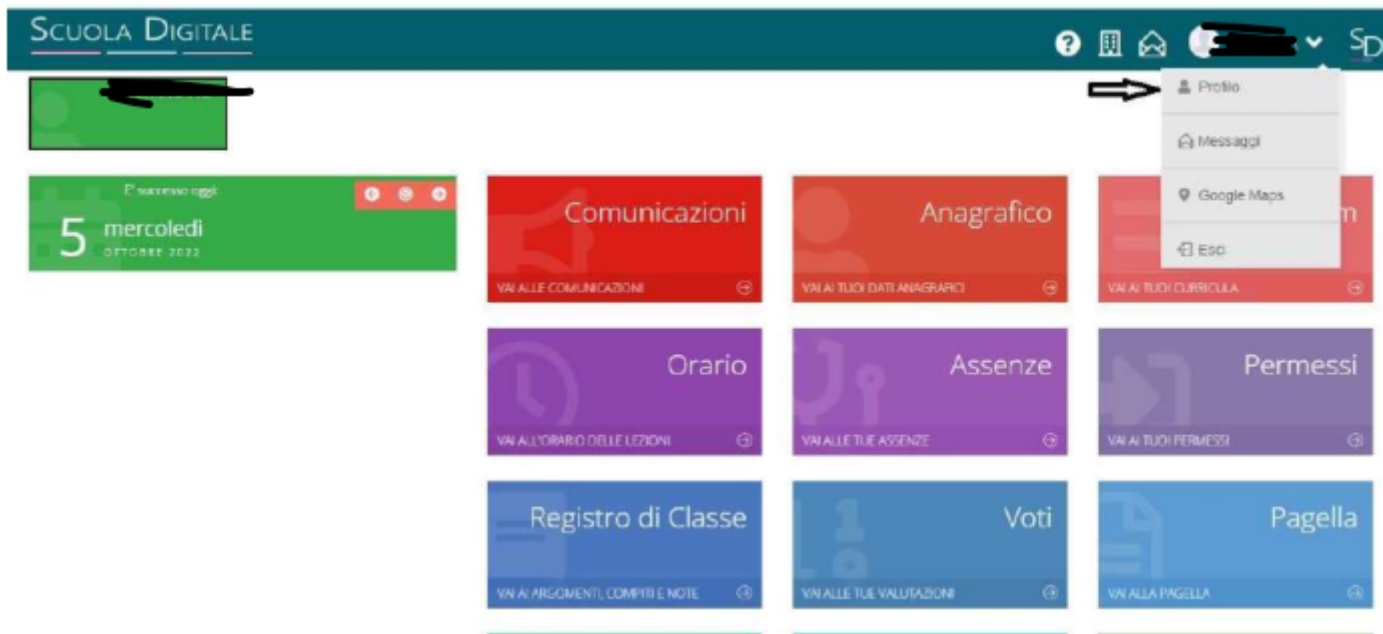 SCUOLA DIGITALE
SD
Profilo
Messaggi
Google Maps
Esci
E' successo oggi:
5 mercoledì
OTTOBRE 2022
Comunicazioni
VAI ALLE COMUNICAZIONI
Anagrafico
VAI AI TUOI DATI ANAGRAFICI
m
VAI AI TUOI CURRICULA
Orario
VAI ALL'ORARIO DELLE LEZIONI
Assenze
VAI ALLE TUE ASSENZE
Permessi
VAI AI TUOI PERMESSI
Registro di Classe
VAI AI ARGOMENTI, COMPITI E NOTE
Voti
VAI ALLE TUE VALUTAZIONI
Pagella
VAI ALLA PAGELLA